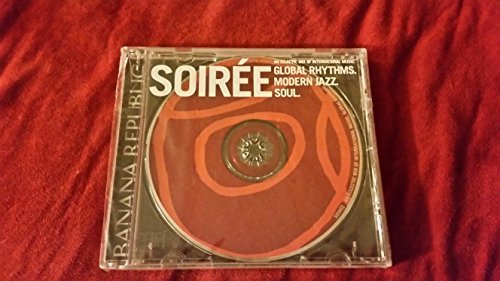 BANANA REPUBLIC
SOIRÉE
AN ECLECTIC MIX OF INTERNATIONAL MUSIC.
GLOBAL RHYTHMS.
MODERN JAZZ.
SOUL.